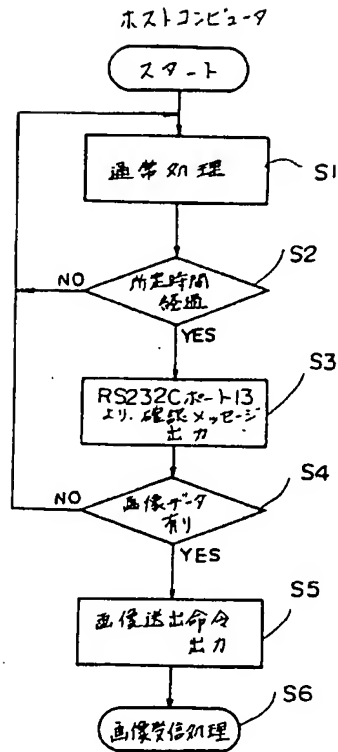 ホストコンピュータ
スタート
通常処理
S1
所定時間
経過
S2
NO
YES
RS232Cポート13
より、確認メッセージ
出力
S3
画像データ
有り
S4
NO
YES
画像送出命令
出力
S5
画像受信処理
S6